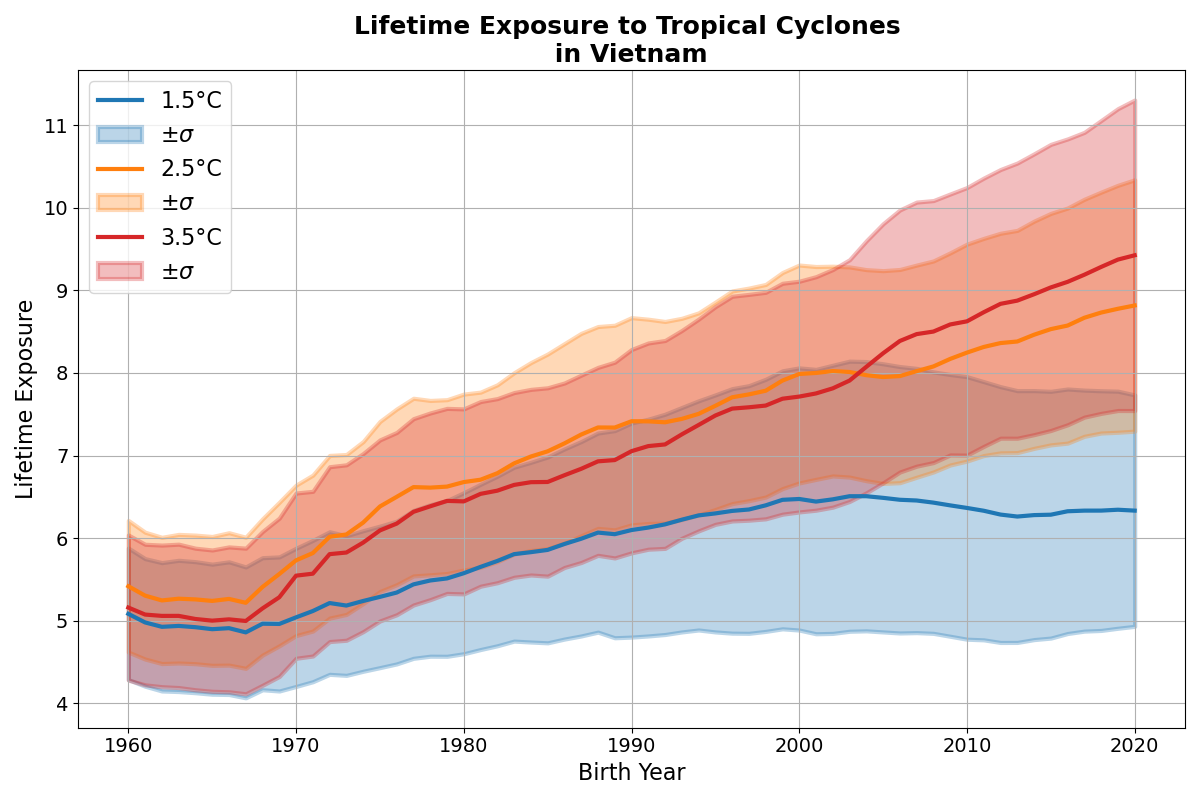 Lifetime Exposure to Tropical Cyclones
in Vietnam
1.5°C
±σ
2.5°C
±σ
3.5°C
±σ
Lifetime Exposure
11
10
9
8
7
6
5
4
1960
1970
1980
1990
2000
2010
2020
Birth Year